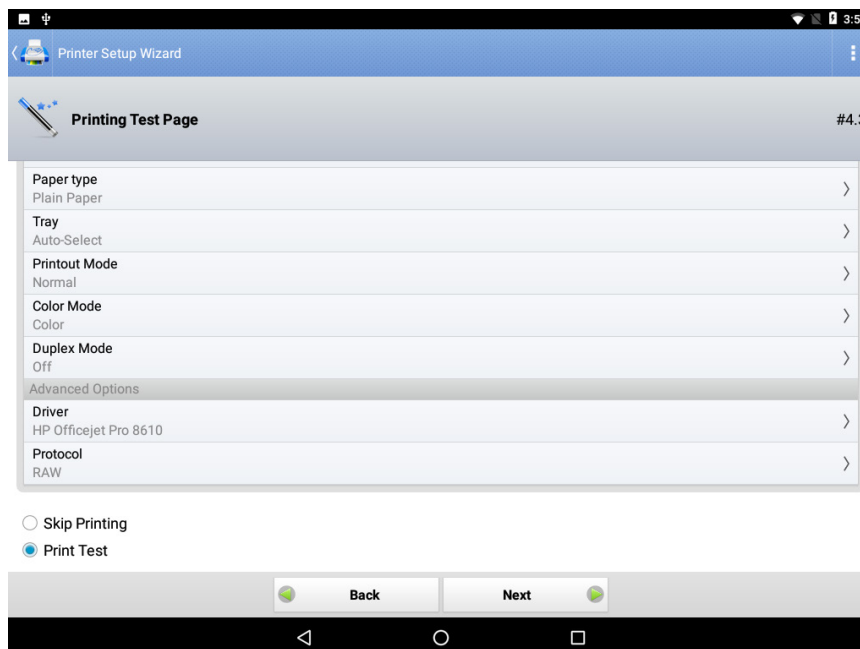 3:5
Printer Setup Wizard
Printing Test Page
#4.
Paper type
Plain Paper
Tray
Auto-Select
Printout Mode
Normal
Color Mode
Color
Duplex Mode
Off
Advanced Options
Driver
HP Officejet Pro 8610
Protocol
RAW
Skip Printing
Print Test
Back
Next